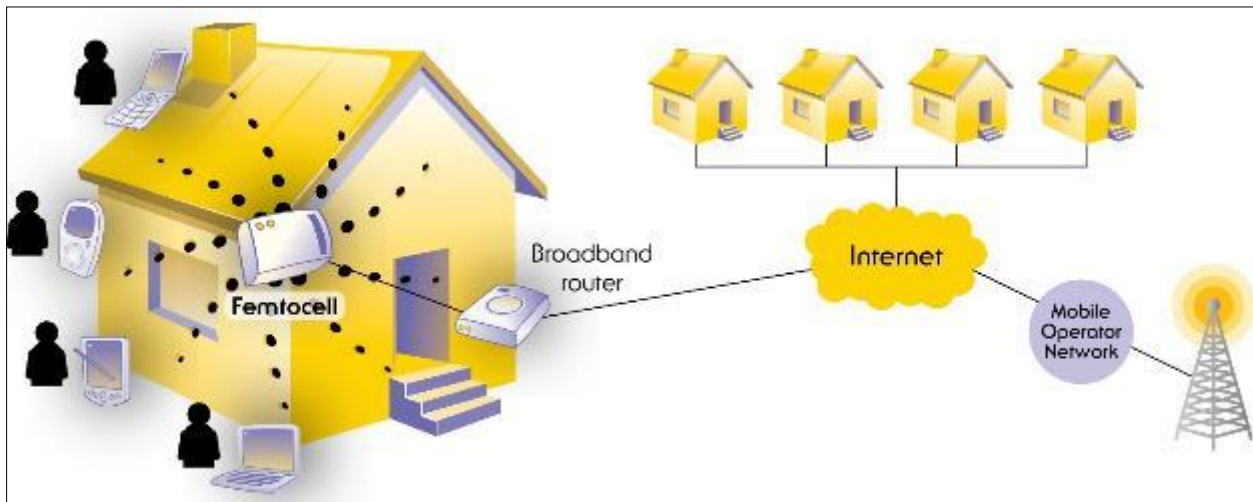 Femtocell
Broadband
router
Internet
Mobile
Operator
Network